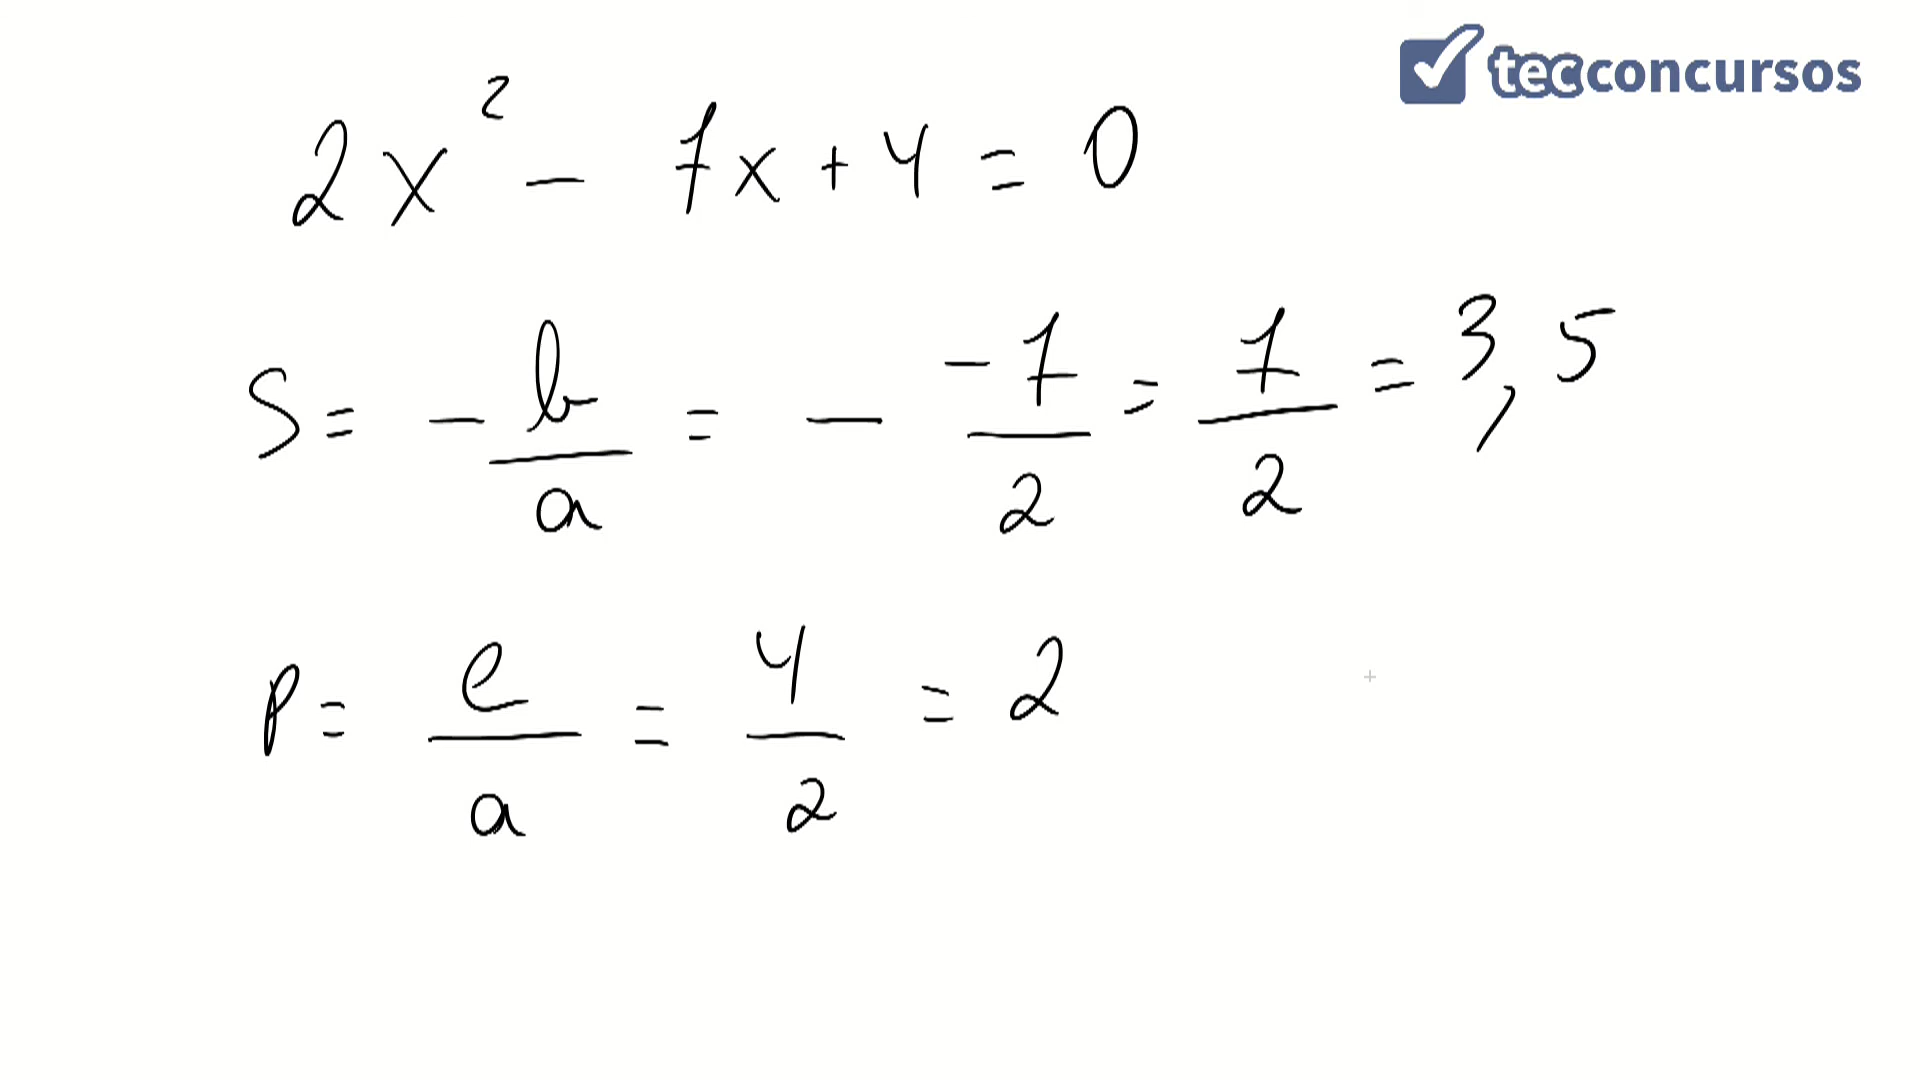 tecconcursos
2x² - 7x + 4 = 0
S = - b/a = - -7/2 = 7/2 = 3,5
P = c/a = 4/2 = 2